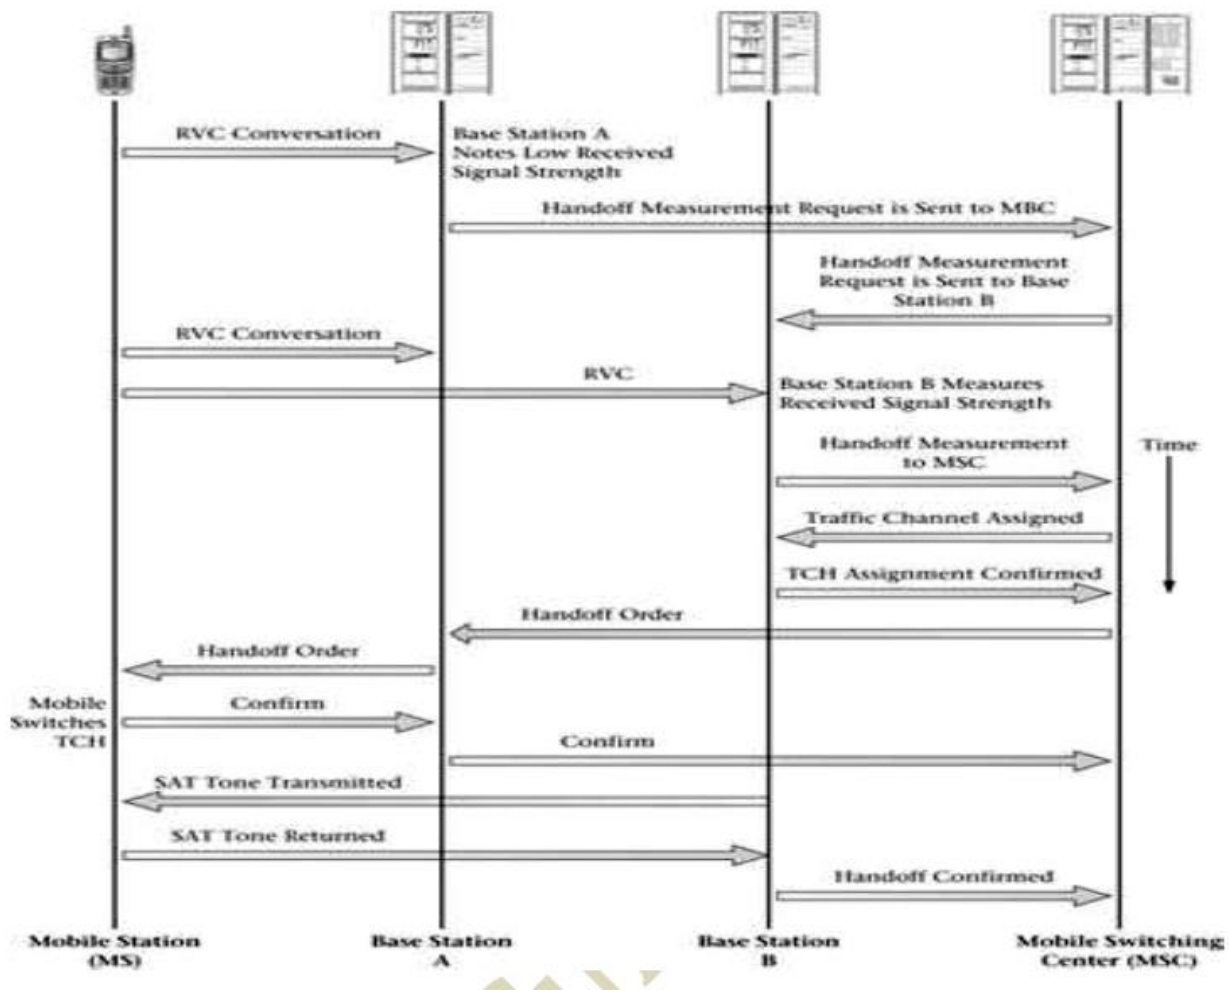 RVC Conversation
Base Station A
Notes Low Received
Signal Strength
Handoff Measurement Request is Sent to MBC
Handoff Measurement
Request is Sent to Base
Station B
RVC Conversation
RVC
Base Station B Measures
Received Signal Strength
Handoff Measurement
to MSC
Time
Traffic Channel Assigned
TCH Assignment Confirmed
Handoff Order
Handoff Order
Mobile
Switches
TCH
Confirm
Confirm
SAT Tone Transmitted
SAT Tone Returned
Handoff Confirmed
Mobile Station
(MS)
Base Station
A
Base Station
B
Mobile Switching
Center (MSC)